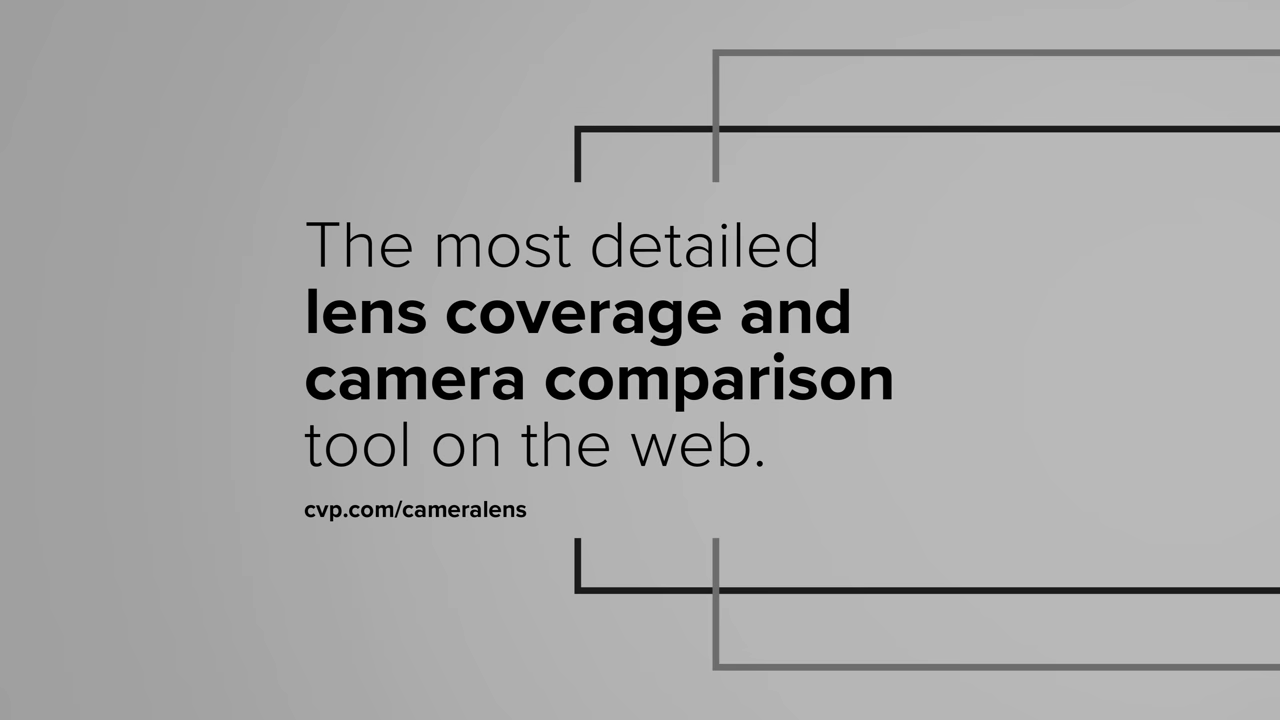 The most detailed
lens coverage and
camera comparison
tool on the web.
cvp.com/cameralens